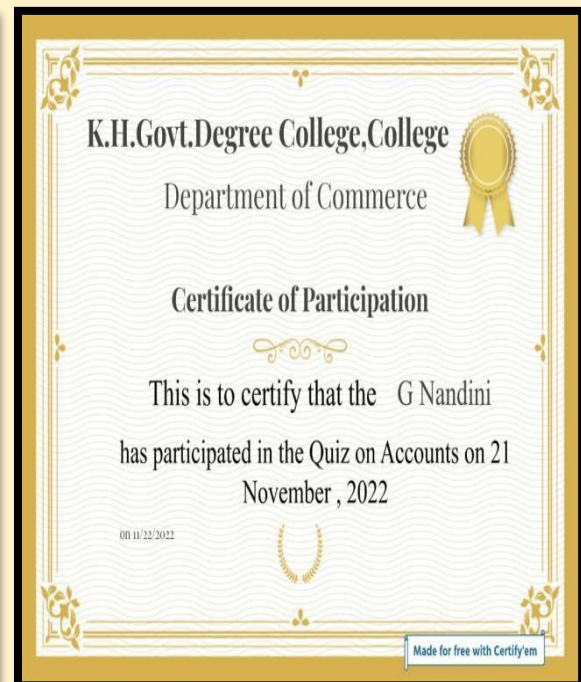 K.H.Govt.Degree College,College
Department of Commerce
Certificate of Participation
This is to certify that the G Nandini
has participated in the Quiz on Accounts on 21
November , 2022
on 11/22/2022
Made for free with Certify'em